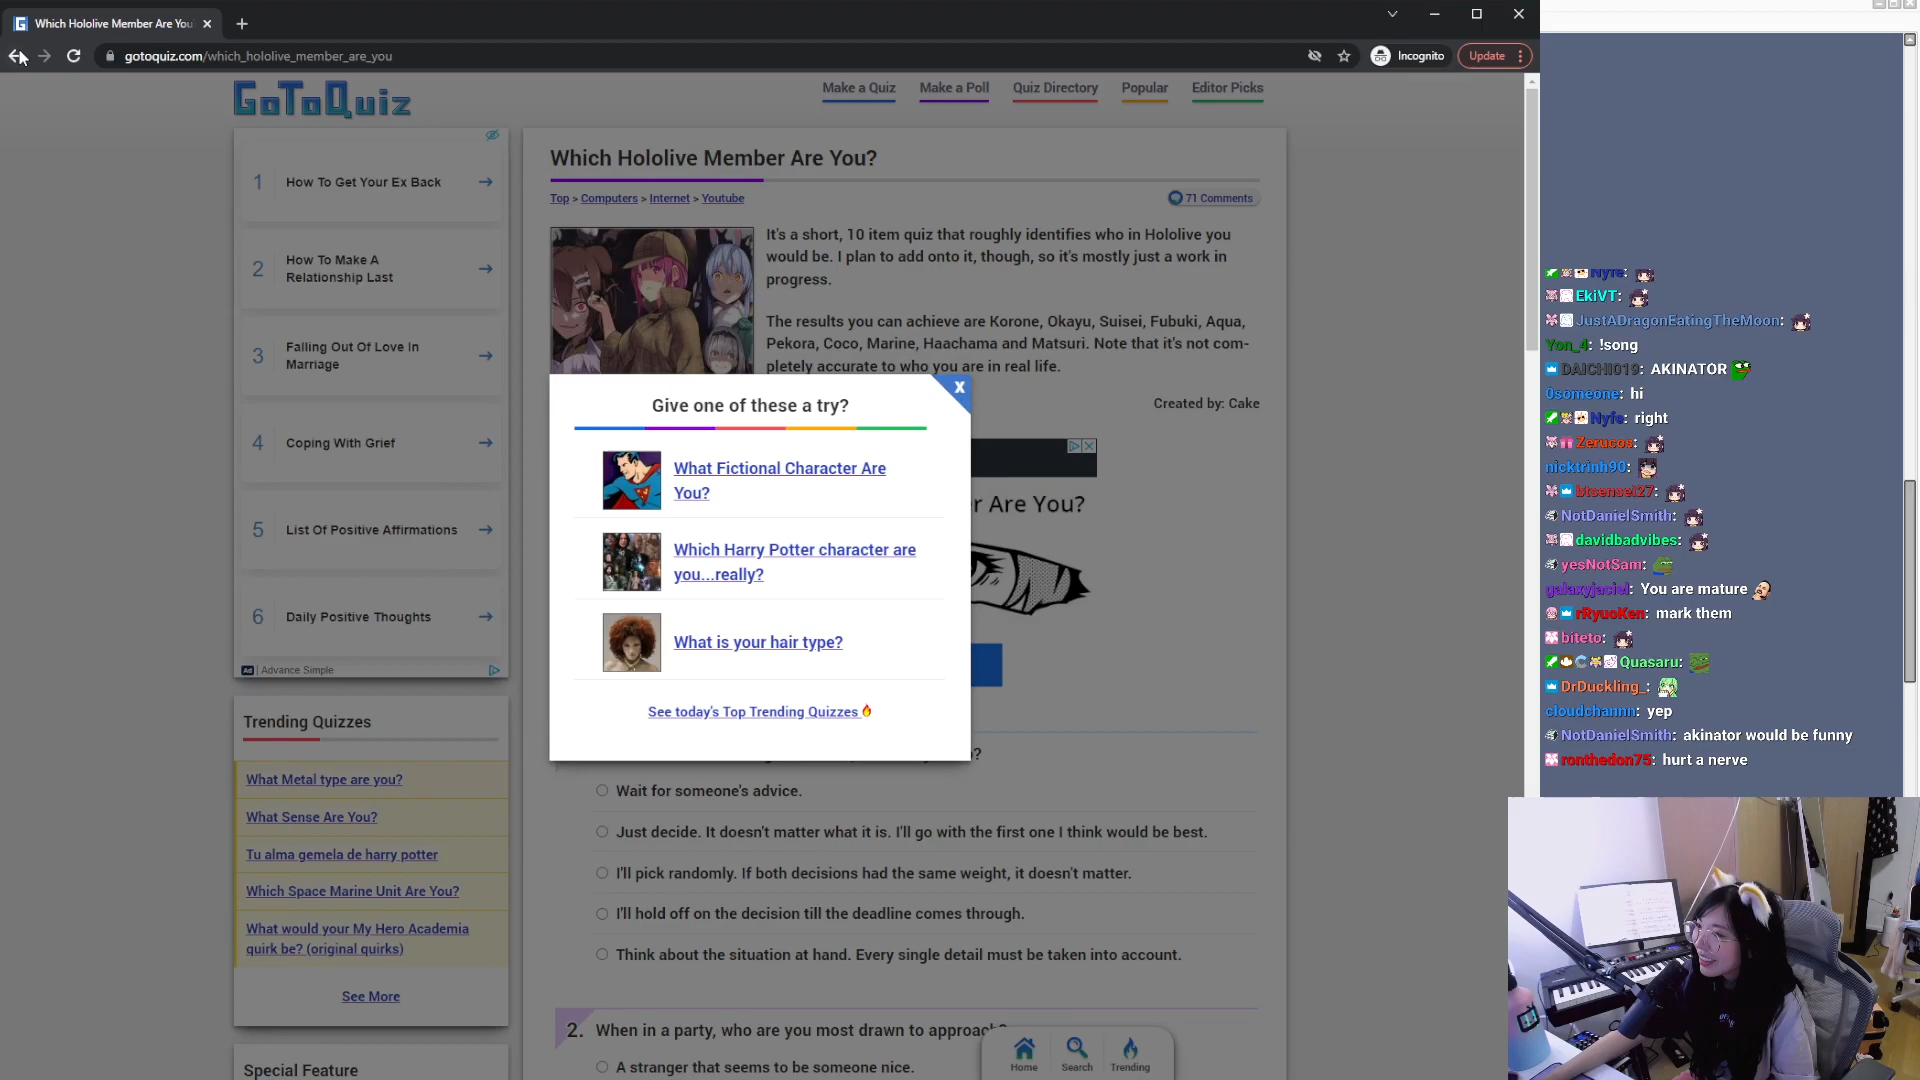 Which Hololive Member Are You
gotoquiz.com/which_hololive_member_are_you
Incognito
Update
GoToQuiz
Make a Quiz
Make a Poll
Quiz Directory
Popular
Editor Picks
1 How To Get Your Ex Back
2 How To Make A
Relationship Last
3 Falling Out Of Love In
Marriage
4 Coping With Grief
5 List Of Positive Affirmations
6 Daily Positive Thoughts
Ad Advance Simple
Trending Quizzes
What Metal type are you?
What Sense Are You?
Tu alma gemela de harry potter
Which Space Marine Unit Are You?
What would your My Hero Academia
quirk be? (original quirks)
See More
Special Feature
Which Hololive Member Are You?
Top > Computers > Internet > Youtube
71 Comments
It's a short, 10 item quiz that roughly identifies who in Hololive you
would be. I plan to add onto it, though, so it's mostly just a work in
progress.
The results you can achieve are Korone, Okayu, Suisei, Fubuki, Aqua,
Pekora, Coco, Marine, Haachama and Matsuri. Note that it's not com-
pletely accurate to who you are in real life.
Created by: Cake
r Are You?
X
Give one of these a try?
What Fictional Character Are
You?
Which Harry Potter character are
you...really?
What is your hair type?
See today's Top Trending Quizzes
?
Wait for someone's advice.
Just decide. It doesn't matter what it is. I'll go with the first one I think would be best.
I'll pick randomly. If both decisions had the same weight, it doesn't matter.
I'll hold off on the decision till the deadline comes through.
Think about the situation at hand. Every single detail must be taken into account.
2. When in a party, who are you most drawn to approach?
A stranger that seems to be someone nice.
Home
Search
Trending
Nyfe:
EkiVT:
JustADragonEatingTheMoon:
Yon_4: !song
DAICHI019: AKINATOR
0someone: hi
Nyfe: right
Zerucos:
nicktrinh90:
btsensei27:
NotDanielSmith:
davidbadvibes:
yesNotSam:
galaxyjaciel: You are mature
rRyuoKen: mark them
biteto:
Quasaru:
DrDuckling_:
cloudchannn: yep
NotDanielSmith: akinator would be funny
ronthedon75: hurt a nerve